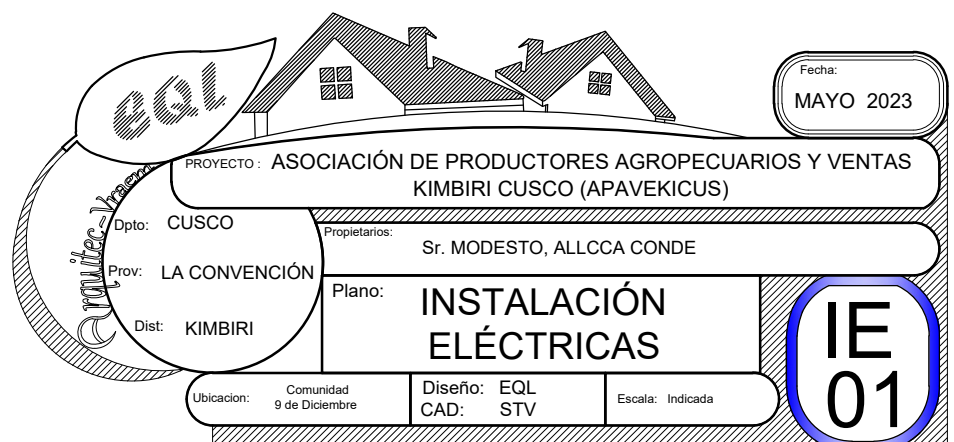 EQL
Arquitec-Vraem
Fecha:
MAYO 2023
PROYECTO : ASOCIACIÓN DE PRODUCTORES AGROPECUARIOS Y VENTAS
KIMBIRI CUSCO (APAVEKICUS)
Dpto: CUSCO
Prov: LA CONVENCIÓN
Dist: KIMBIRI
Propietarios:
Sr. MODESTO, ALLCCA CONDE
Plano: INSTALACIÓN
ELÉCTRICAS
IE
01
Ubicacion: Comunidad
9 de Diciembre
Diseño: EQL
CAD: STV
Escala: Indicada